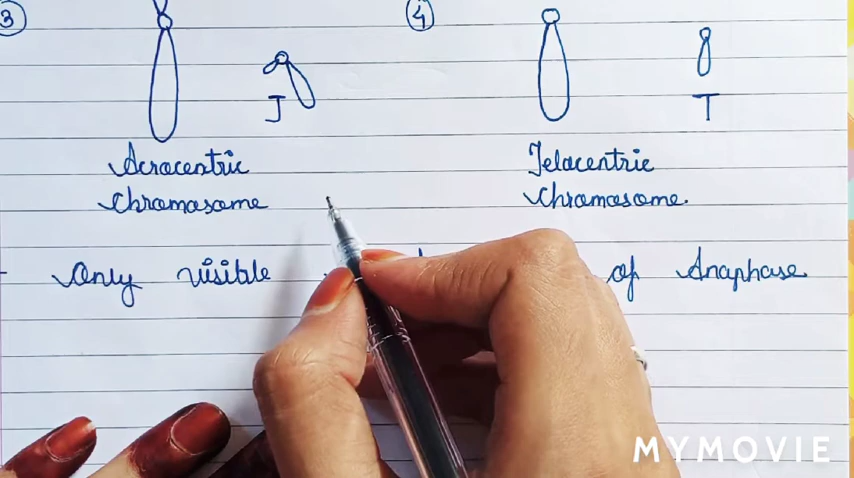 3
4
J
T
Acrocentric
Chromosome
Telocentric
Chromosome.
- Only visible
of Anaphase
MYMOVIE